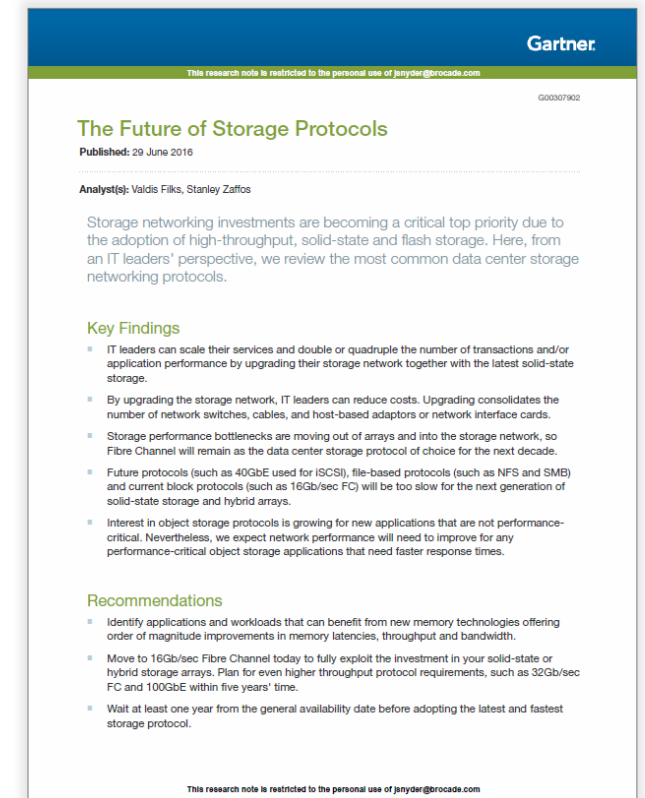 Gartner.
This research note is restricted to the personal use of jsnyder@brocade.com
G00307902
The Future of Storage Protocols
Published: 29 June 2016
Analyst(s): Valdis Filks, Stanley Zaffos
Storage networking investments are becoming a critical top priority due to
the adoption of high-throughput, solid-state and flash storage. Here, from
an IT leaders' perspective, we review the most common data center storage
networking protocols.
Key Findings
IT leaders can scale their services and double or quadruple the number of transactions and/or
application performance by upgrading their storage network together with the latest solid-state
storage.
By upgrading the storage network, IT leaders can reduce costs. Upgrading consolidates the
number of network switches, cables, and host-based adaptors or network interface cards.
Storage performance bottlenecks are moving out of arrays and into the storage network, so
Fibre Channel will remain as the data center storage protocol of choice for the next decade.
Future protocols (such as 40GbE used for iSCSI), file-based protocols (such as NFS and SMB)
and current block protocols (such as 16Gb/sec FC) will be too slow for the next generation of
solid-state storage and hybrid arrays.
Interest in object storage protocols is growing for new applications that are not performance-
critical. Nevertheless, we expect network performance will need to improve for any
performance-critical object storage applications that need faster response times.
Recommendations
Identify applications and workloads that can benefit from new memory technologies offering
order of magnitude improvements in memory latencies, throughput and bandwidth.
Move to 16Gb/sec Fibre Channel today to fully exploit the investment in your solid-state or
hybrid storage arrays. Plan for even higher throughput protocol requirements, such as 32Gb/sec
FC and 100GbE within five years' time.
Wait at least one year from the general availability date before adopting the latest and fastest
storage protocol.
This research note is restricted to the personal use of jsnyder@brocade.com